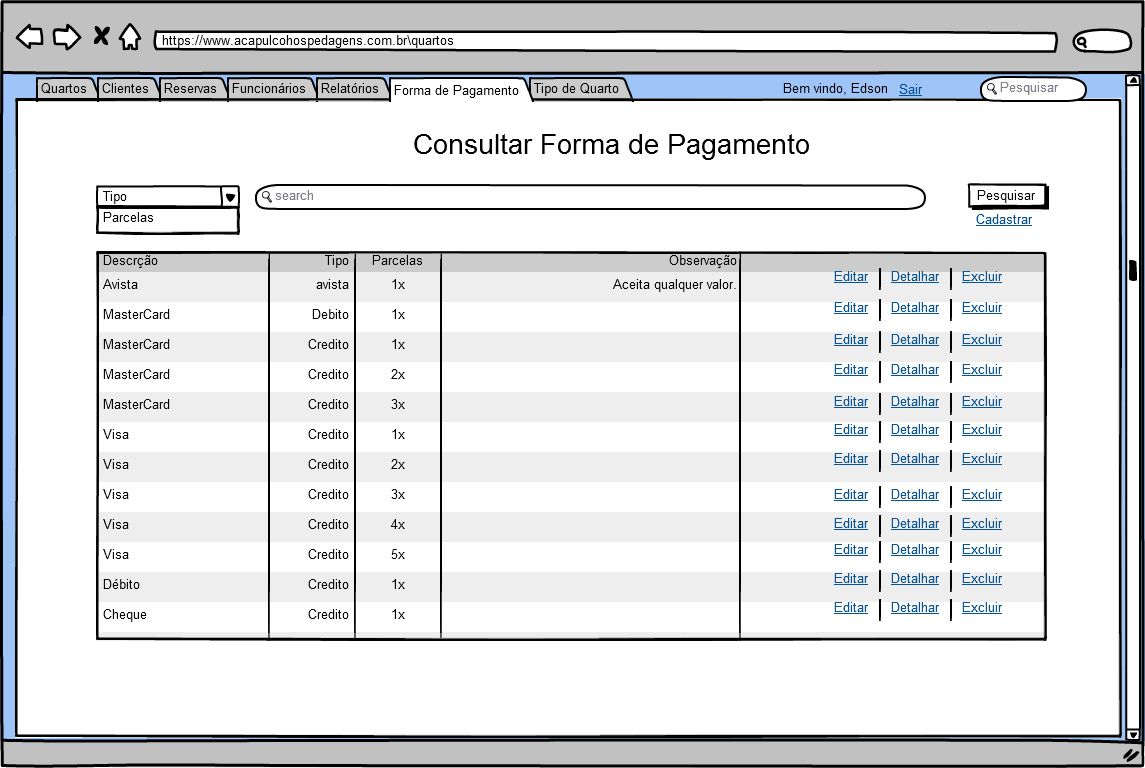 https://www.acapulcohospedagens.com.br\quartos
Quartos Clientes Reservas Funcionários Relatórios Forma de Pagamento Tipo de Quarto Bem vindo, Edson Sair Pesquisar
Consultar Forma de Pagamento
Tipo search Pesquisar
Parcelas Cadastrar
Descrção Tipo Parcelas Observação
Avista avista 1x Aceita qualquer valor. Editar Detalhar Excluir
MasterCard Debito 1x Editar Detalhar Excluir
MasterCard Credito 1x Editar Detalhar Excluir
MasterCard Credito 2x Editar Detalhar Excluir
MasterCard Credito 3x Editar Detalhar Excluir
Visa Credito 1x Editar Detalhar Excluir
Visa Credito 2x Editar Detalhar Excluir
Visa Credito 3x Editar Detalhar Excluir
Visa Credito 4x Editar Detalhar Excluir
Visa Credito 5x Editar Detalhar Excluir
Débito Credito 1x Editar Detalhar Excluir
Cheque Credito 1x Editar Detalhar Excluir